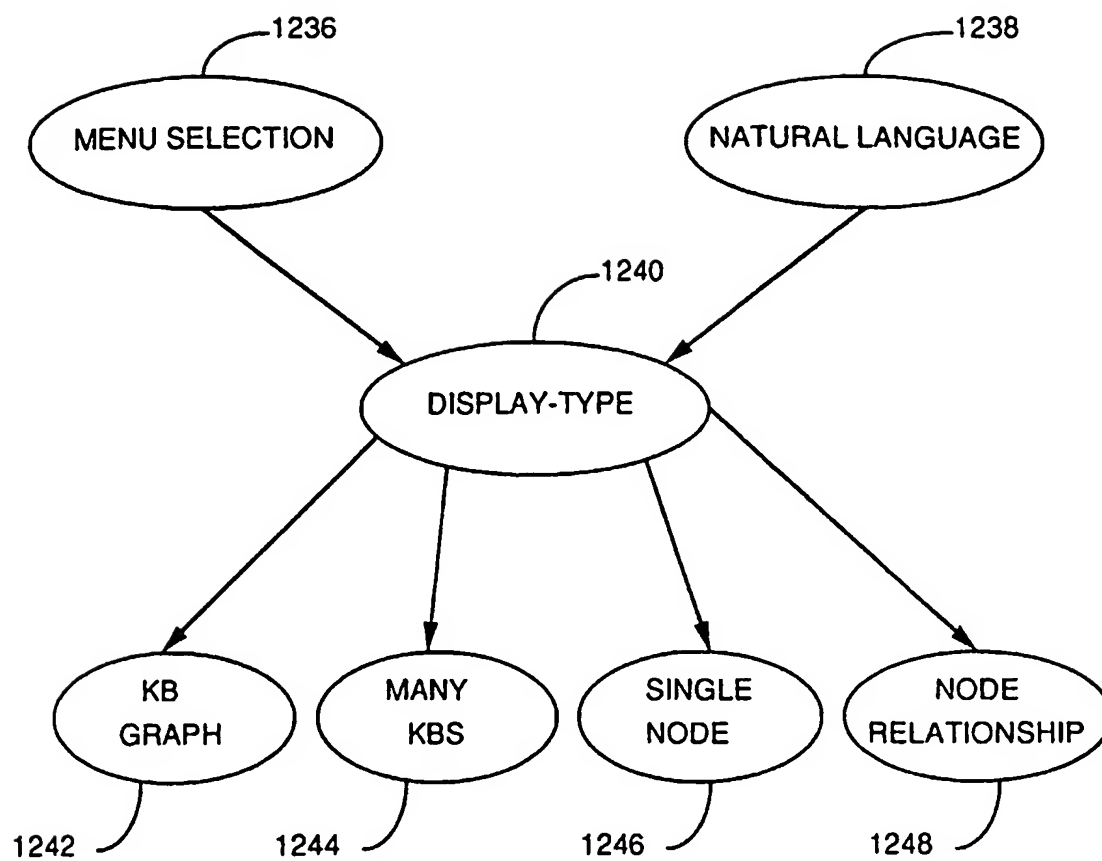 1236
1238
MENU SELECTION
NATURAL LANGUAGE
1240
DISPLAY-TYPE
KB
GRAPH
MANY
KBS
SINGLE
NODE
NODE
RELATIONSHIP
1242
1244
1246
1248